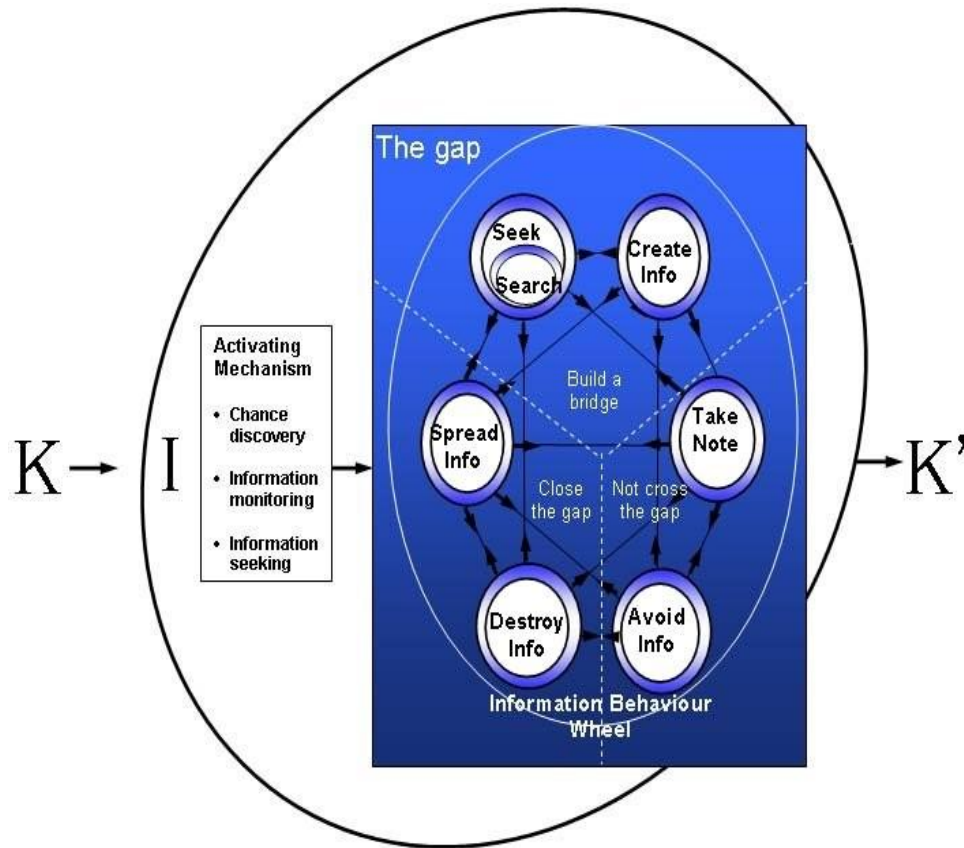 The gap
Seek
Search
Create
Info
Activating
Mechanism
• Chance
discovery
• Information
monitoring
• Information
seeking
K
I
Build a
bridge
Spread
Info
Take
Note
K'
Close
the gap
Not cross
the gap
Destroy
Info
Avoid
Info
Information Behaviour
Wheel